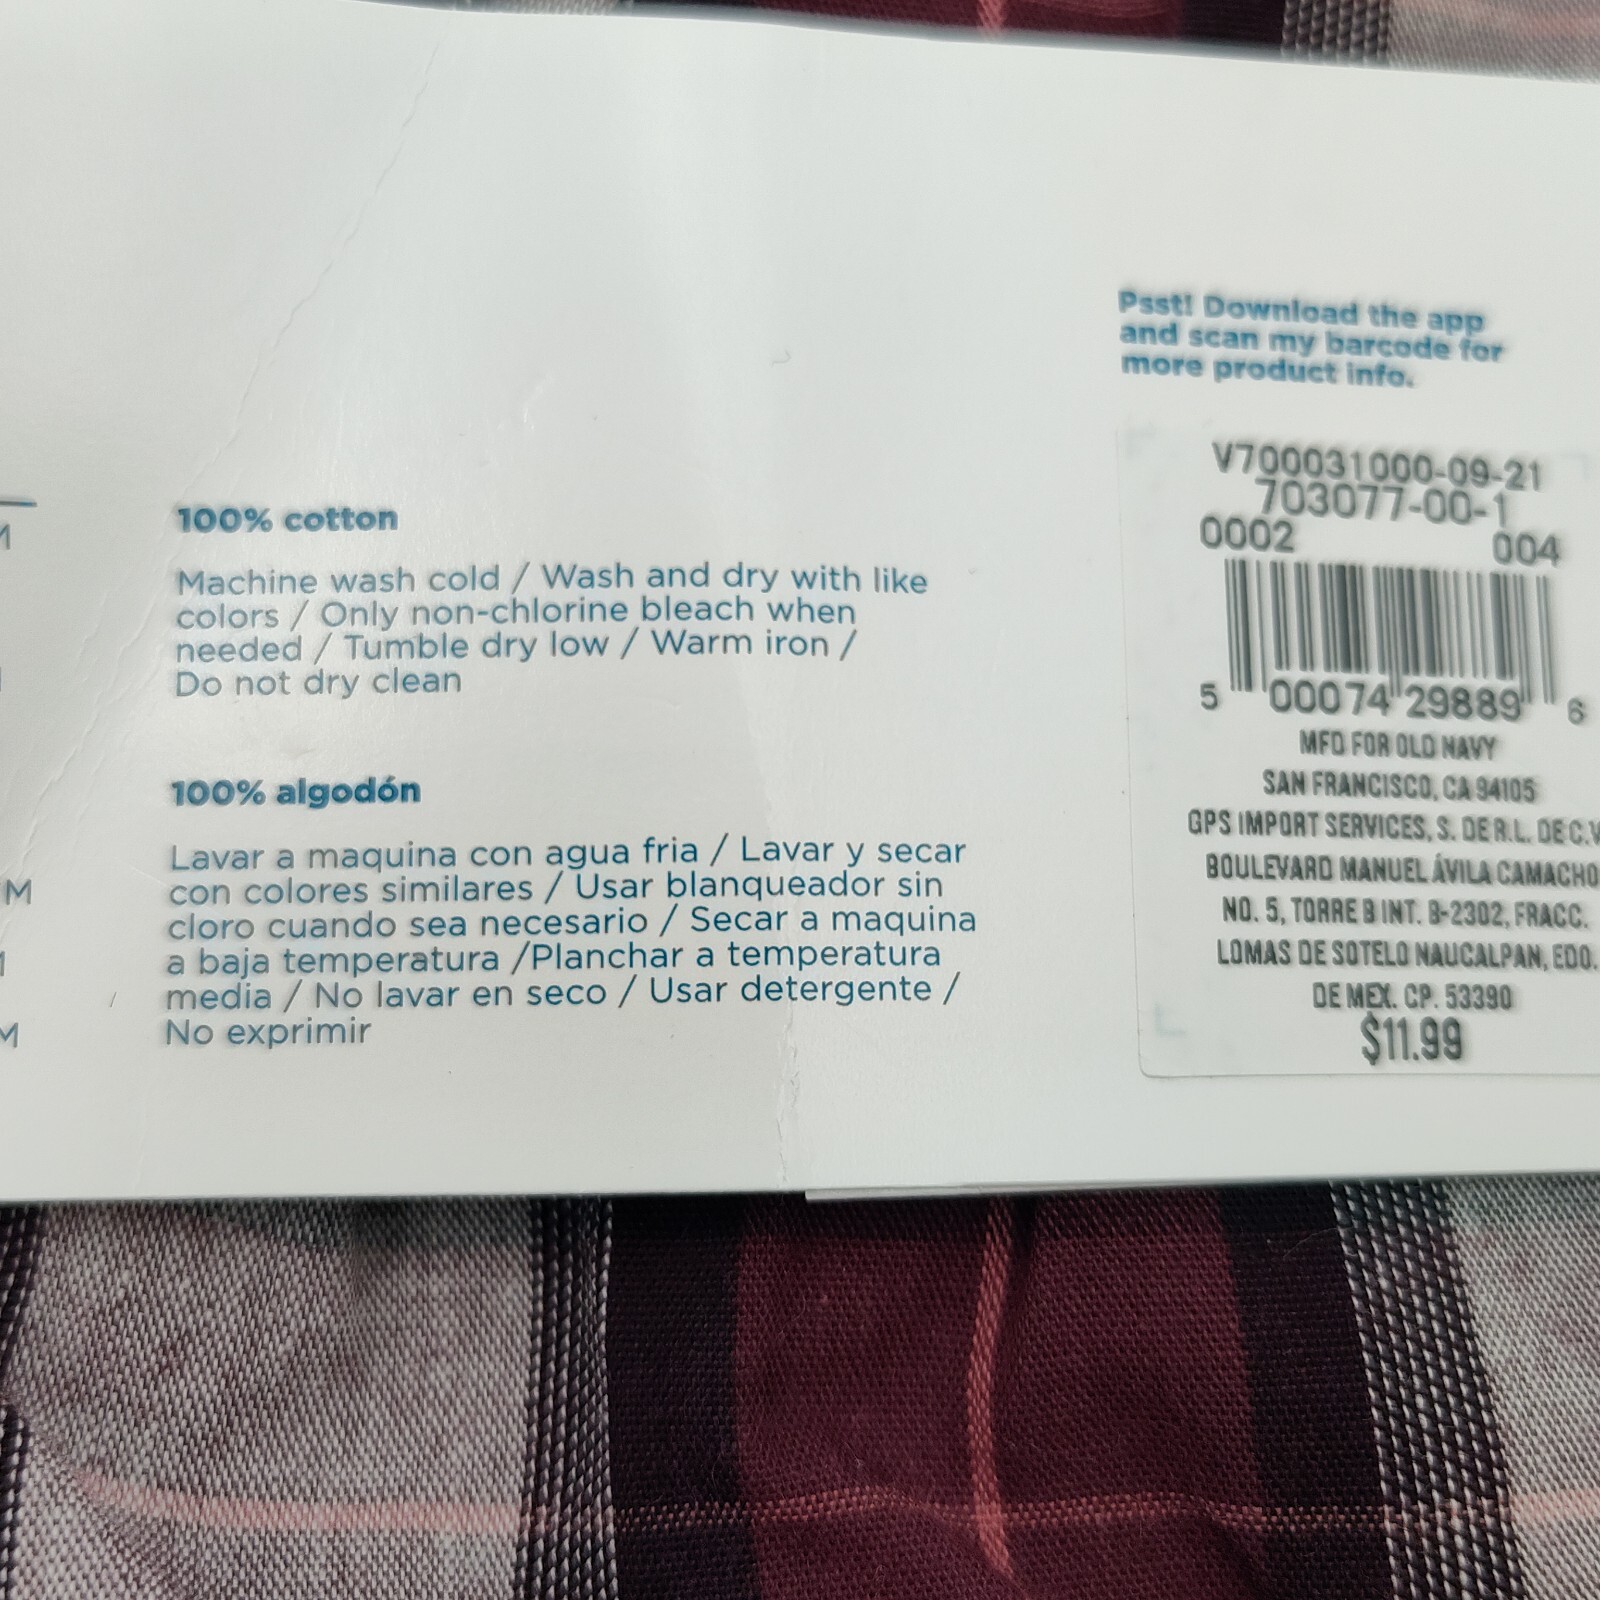 M
M
M
100% cotton
Machine wash cold / Wash and dry with like
colors / Only non-chlorine bleach when
needed / Tumble dry low / Warm iron /
Do not dry clean
100% algodón
Lavar a maquina con agua fria / Lavar y secar
con colores similares / Usar blanqueador sin
cloro cuando sea necesario / Secar a maquina
a baja temperatura /Planchar a temperatura
media / No lavar en seco / Usar detergente /
No exprimir
Psst! Download the app
and scan my barcode for
more product info.
V700031000-09-21
703077-00-1
0002 004
5 00074 29889 6
MFD FOR OLD NAVY
SAN FRANCISCO, CA 94105
GPS IMPORT SERVICES, S. DE R.L. DE C.V
BOULEVARD MANUEL ÁVILA CAMACHO
NO. 5, TORRE B INT. B-2302, FRACC.
LOMAS DE SOTELO NAUCALPAN, EDO.
DE MEX. CP. 53390
$11.99